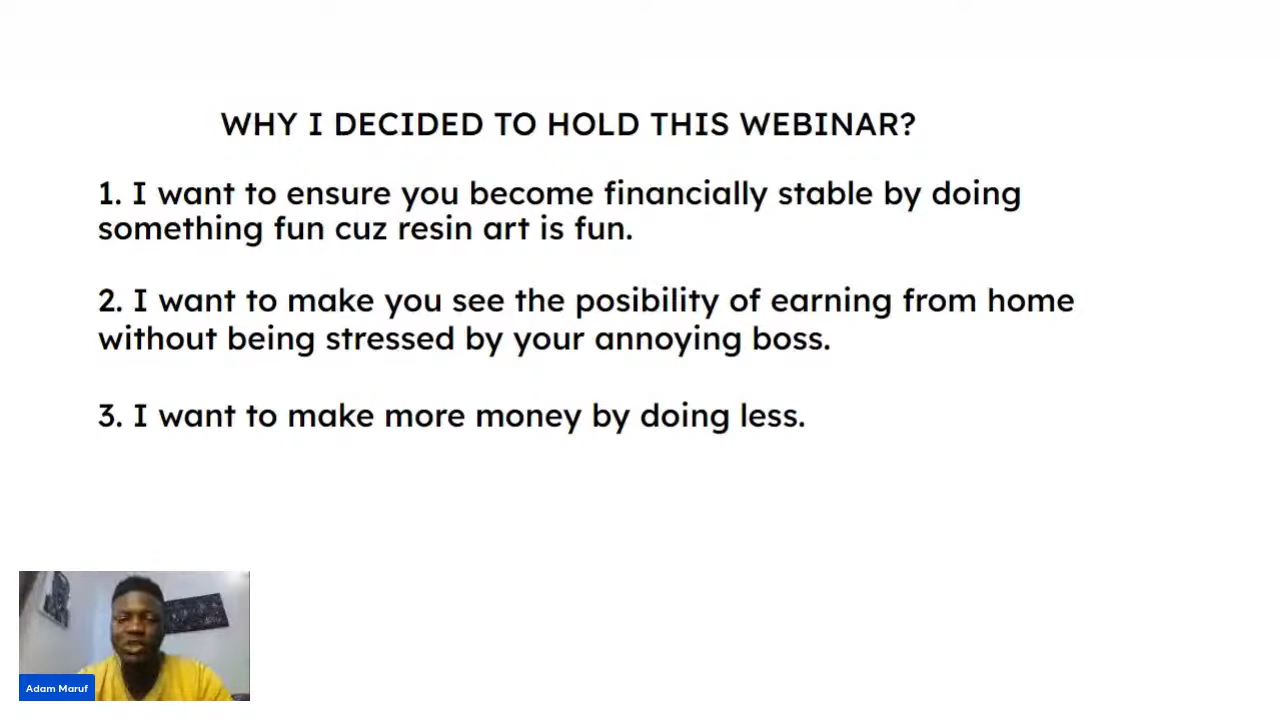 WHY I DECIDED TO HOLD THIS WEBINAR?
1. I want to ensure you become financially stable by doing
something fun cuz resin art is fun.
2. I want to make you see the posibility of earning from home
without being stressed by your annoying boss.
3. I want to make more money by doing less.
Adam Maruf